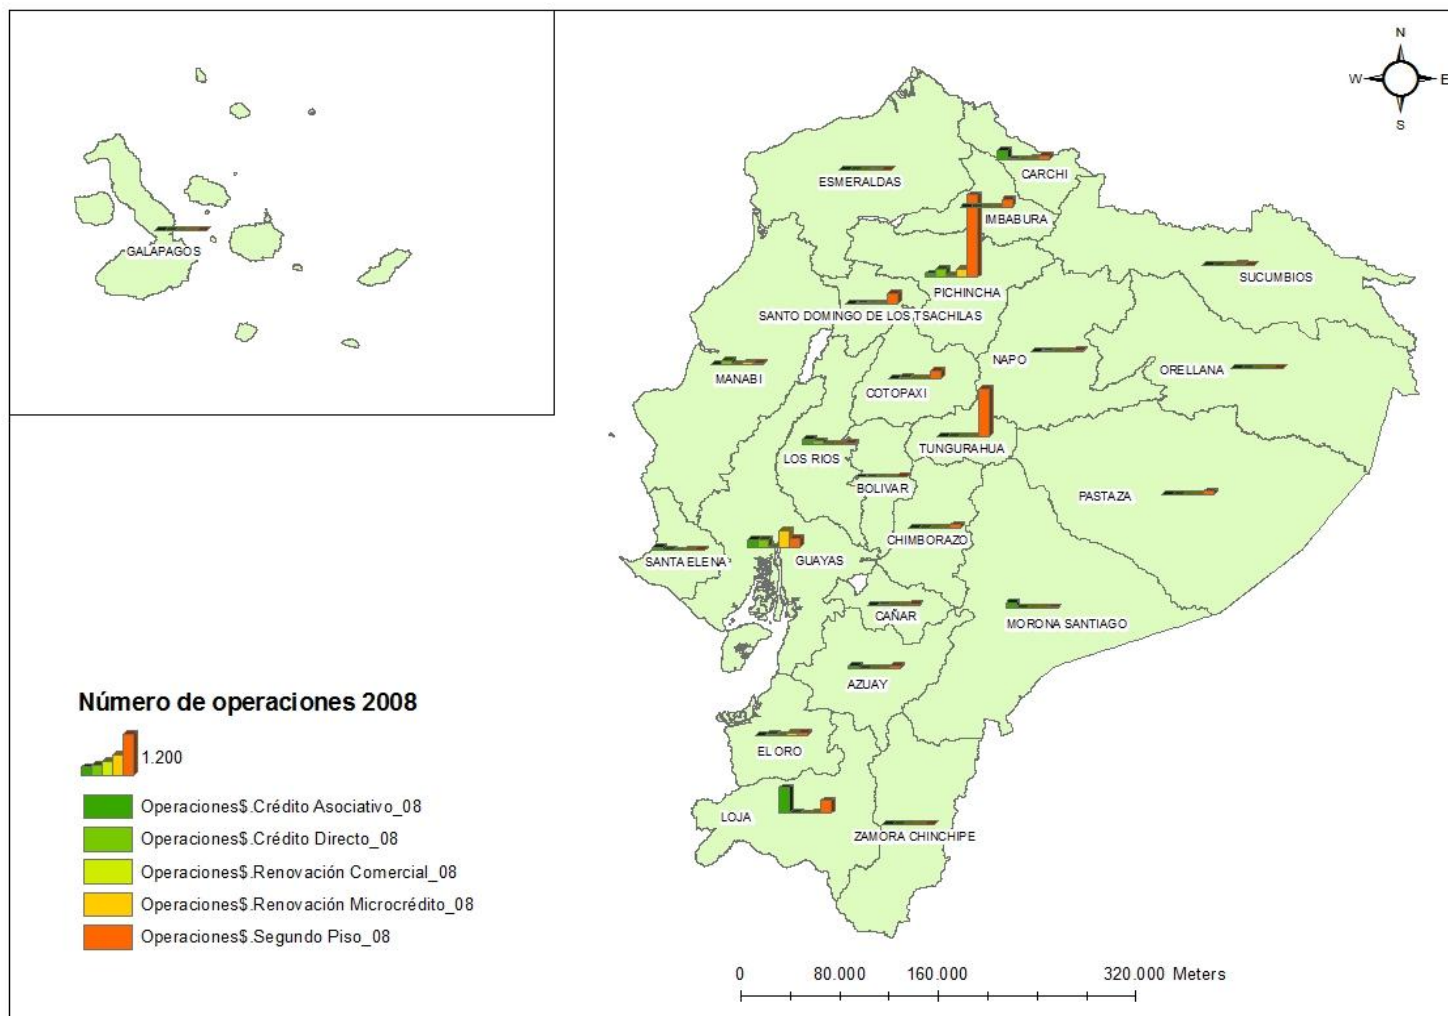 N
W E
S
CARCHI
ESMERALDAS
IMBABURA
GALAPAGOS
SUCUMBIOS
PICHINCHA
SANTO DOMINGO DE LOS TSACHILAS
NAPO
ORELLANA
MANABI
COTOPAXI
TUNGURAHUA
LOS RIOS
BOLIVAR
PASTAZA
CHIMBORAZO
SANTA ELENA
GUAYAS
CAÑAR
MORONA SANTIAGO
AZUAY
EL ORO
LOJA
ZAMORA CHINCHIPE
Número de operaciones 2008
1.200
Operaciones$.Crédito Asociativo_08
Operaciones$.Crédito Directo_08
Operaciones$.Renovación Comercial_08
Operaciones$.Renovación Microcrédito_08
Operaciones$.Segundo Piso_08
0 80.000 160.000 320.000 Meters